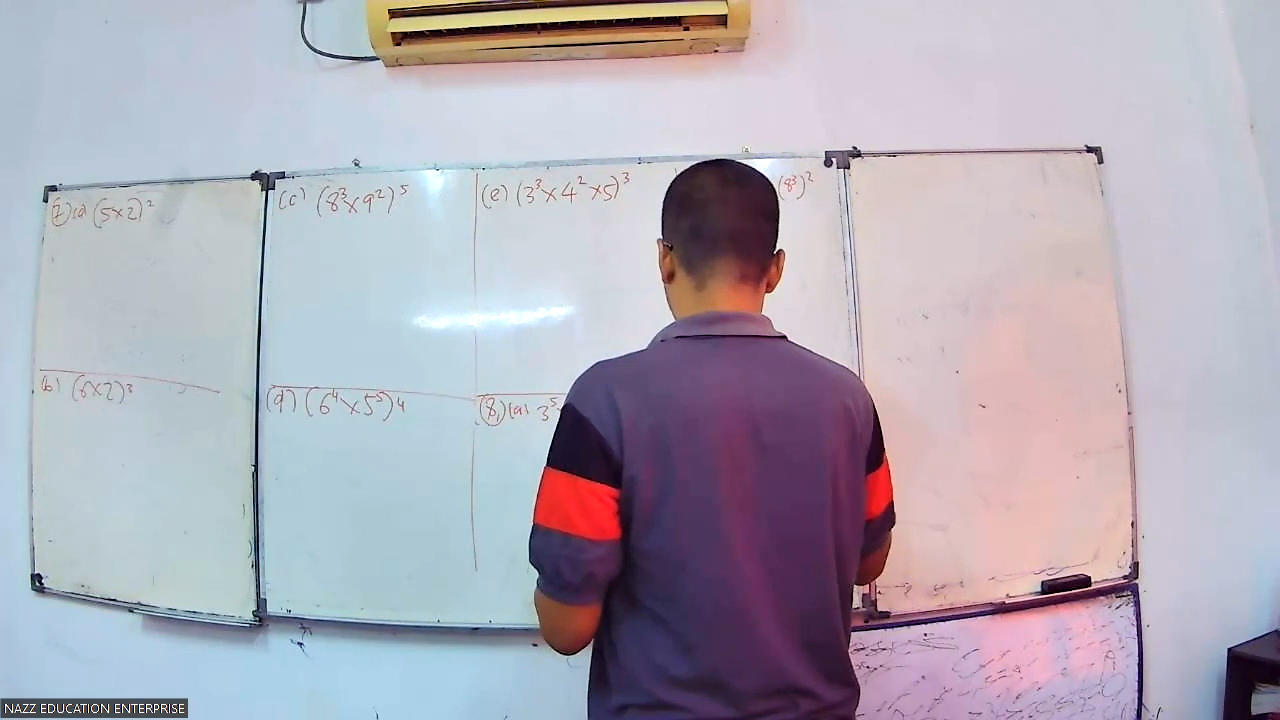 7) (a) (5×2)²
(b) (6×2)³
(c) (8³×9²)⁵
(d) (6⁴×5⁵)⁴
(e) (3³×4²×5)³
8) (a) 3⁵
(8³)²
NAZZ EDUCATION ENTERPRISE